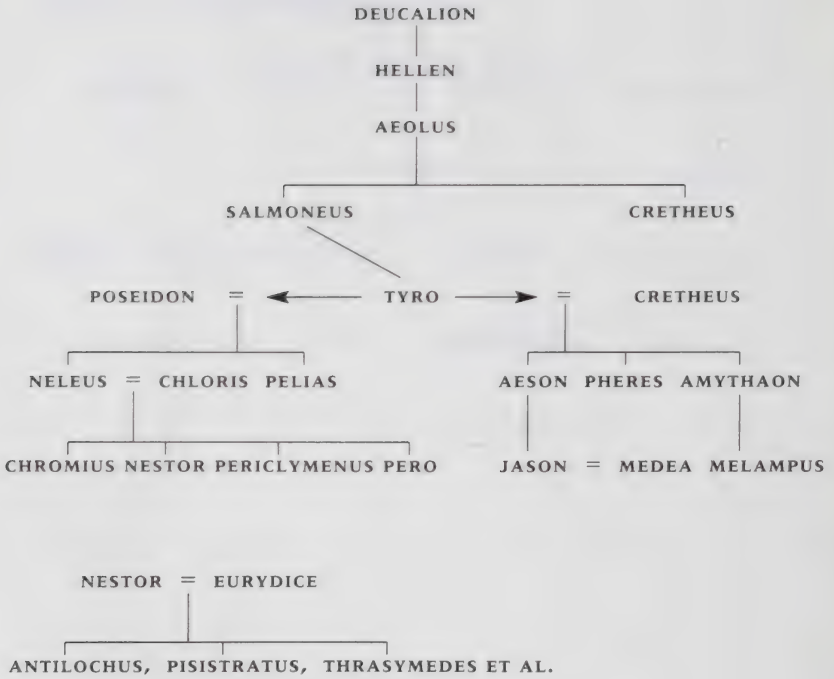 DEUCALION
HELLEN
AEOLUS
SALMONEUS CRETHEUS
POSEIDON = TYRO = CRETHEUS
NELEUS = CHLORIS PELIAS AESON PHERES AMYTHAON
CHROMIUS NESTOR PERICLYMENUS PERO JASON = MEDEA MELAMPUS
NESTOR = EURYDICE
ANTILOCHUS, PISISTRATUS, THRASYMEDES ET AL.